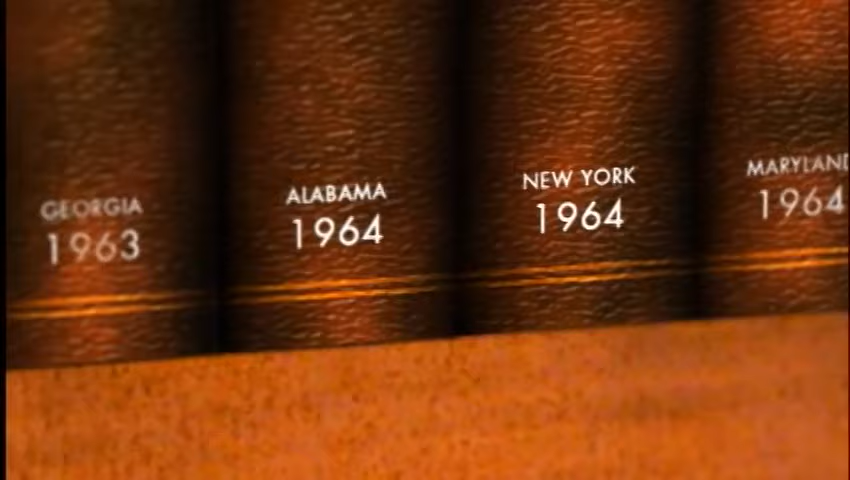 GEORGIA
1963
ALABAMA
1964
NEW YORK
1964
MARYLAND
1964